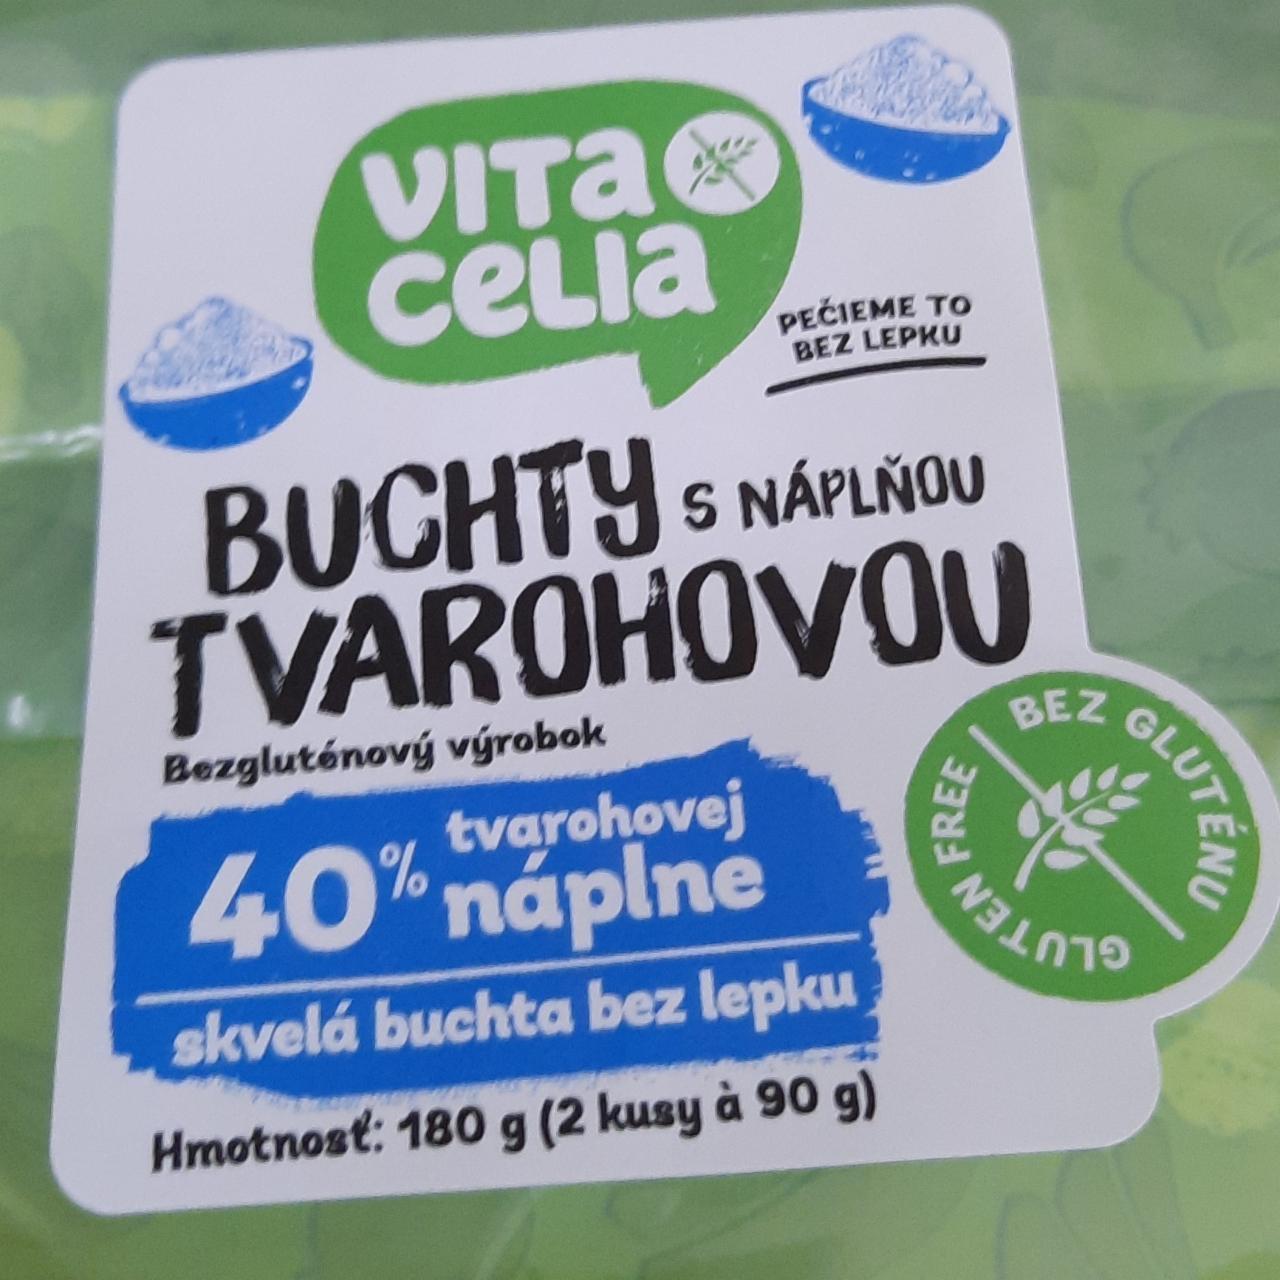 VITA
CELIA
PEČIEME TO
BEZ LEPKU
BUCHTY S NÁPLŇOU
TVAROHOVOU
Bezgluténový výrobok
40% tvarohovej
náplne
skvelá buchta bez lepku
BEZ GLUTÉNU
GLUTEN FREE
Hmotnosť: 180 g (2 kusy à 90 g)